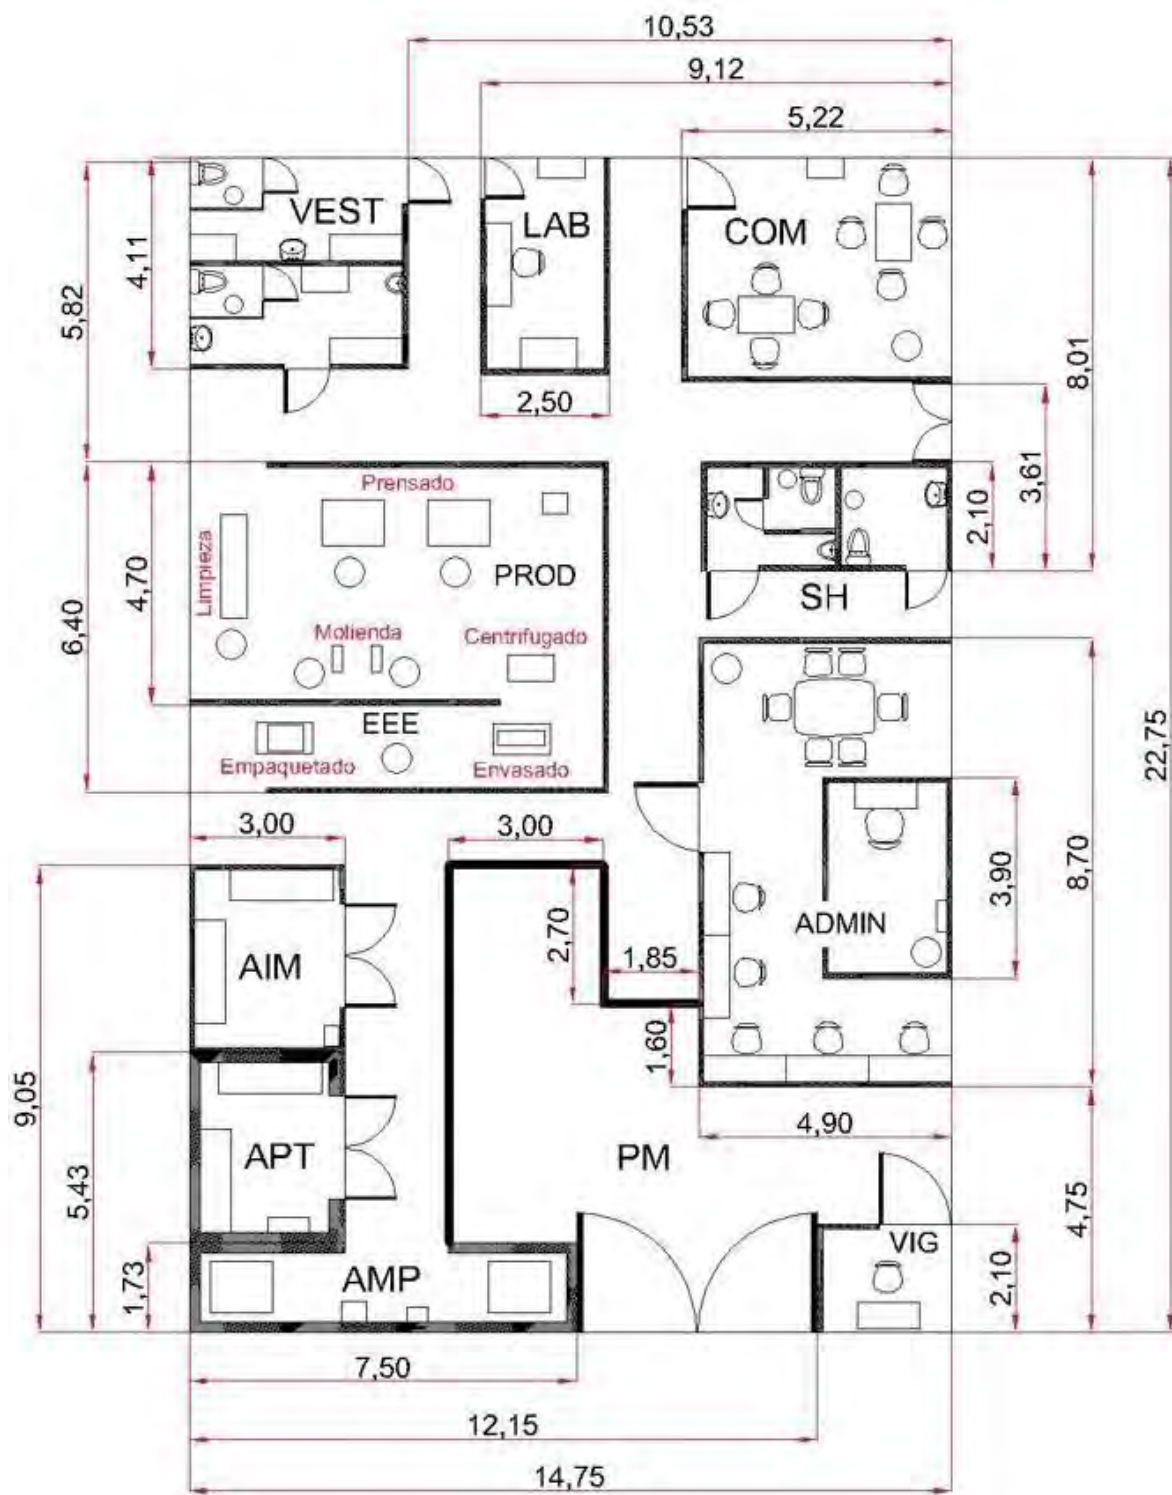 10,53
9,12
5,22
VEST
LAB
COM
4,11
5,82
8,01
2,50
3,61
2,10
Prensado
Limpieza
PROD
4,70
6,40
SH
Molienda
Centrifugado
EEE
Empaquetado
Envasado
22,75
3,00
3,00
8,70
3,90
2,70
ADMIN
AIM
1,85
1,60
9,05
4,90
APT
PM
5,43
4,75
VIG
AMP
1,73
2,10
7,50
12,15
14,75